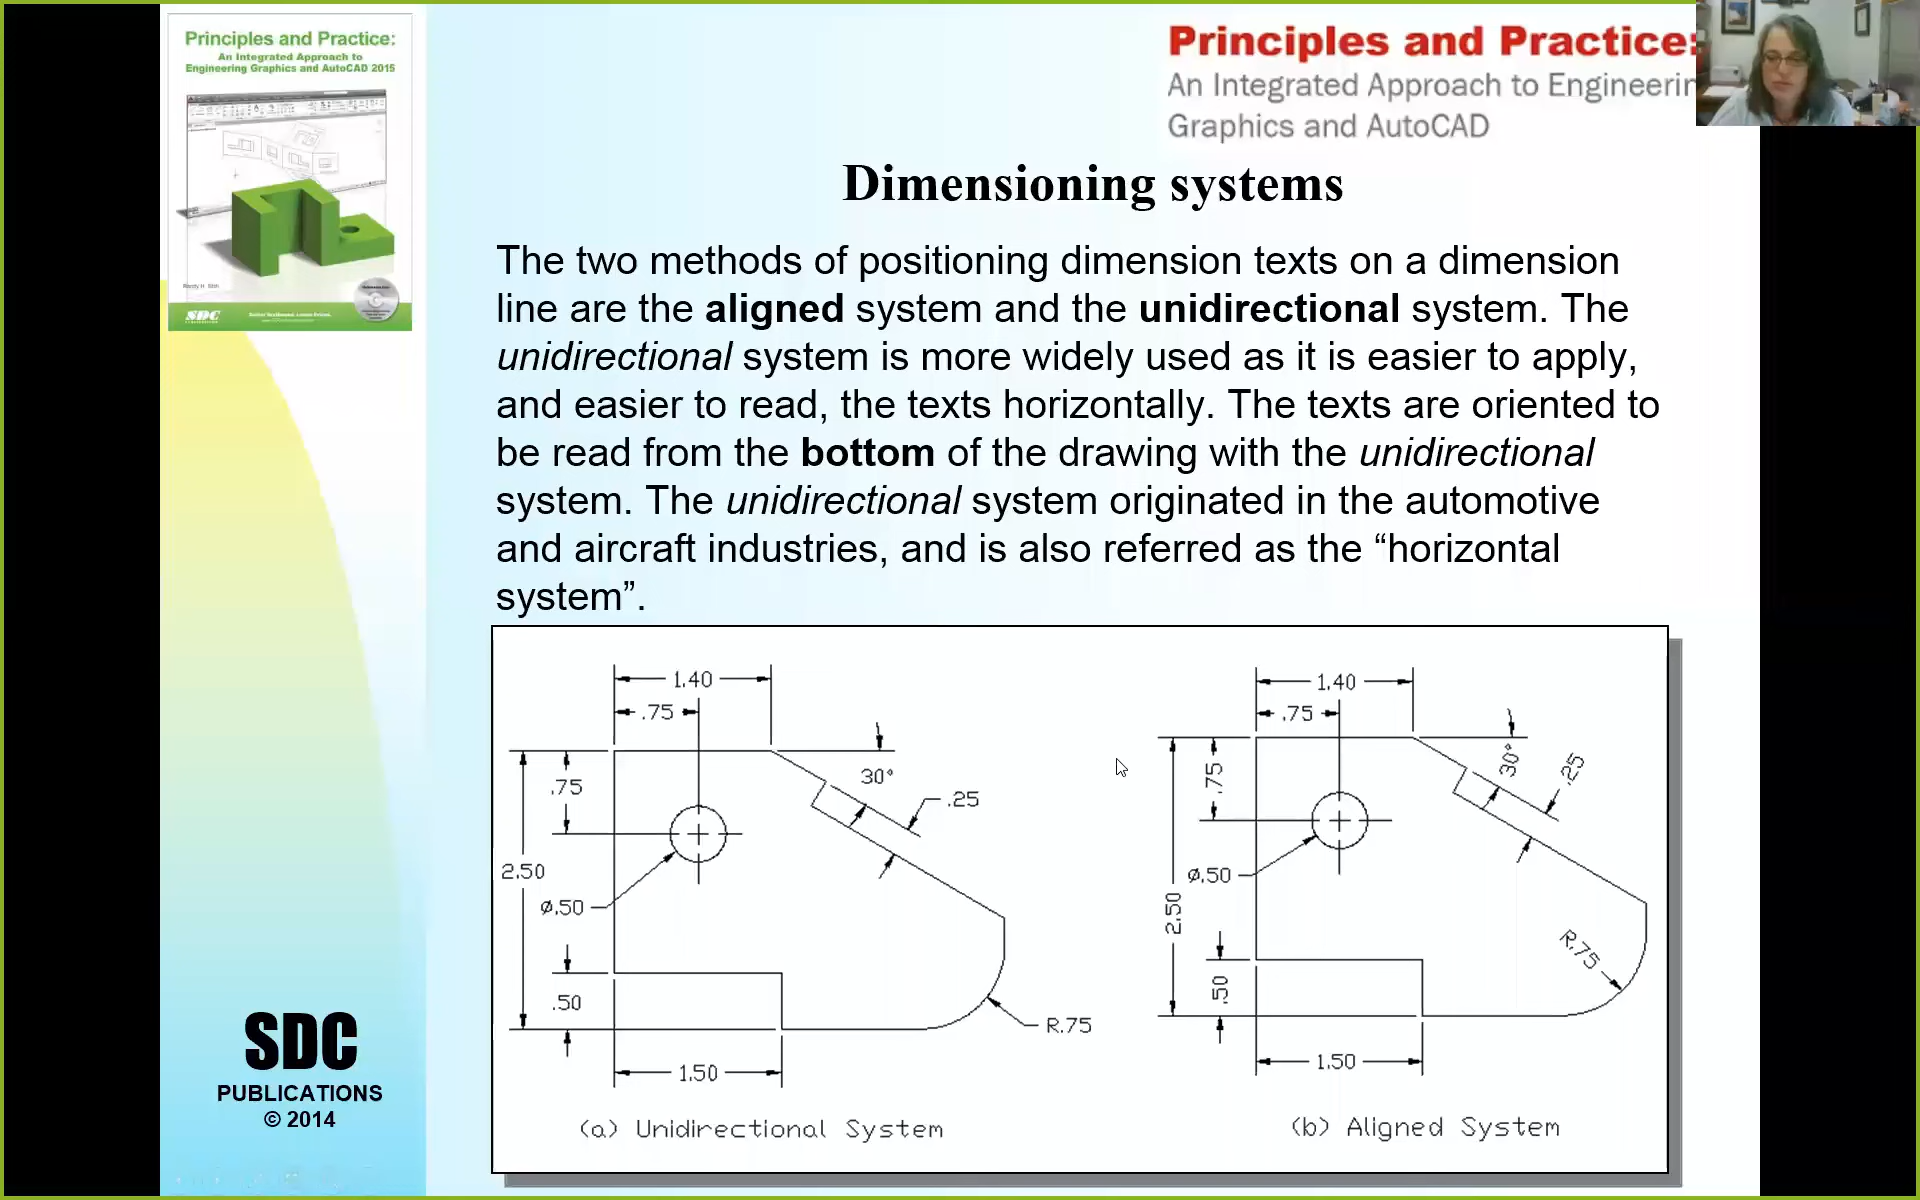 Principles and Practice:
An Integrated Approach to
Engineering Graphics and AutoCAD 2015
SDC
Principles and Practice:
An Integrated Approach to Engineerin
Graphics and AutoCAD
Dimensioning systems
The two methods of positioning dimension texts on a dimension
line are the aligned system and the unidirectional system. The
unidirectional system is more widely used as it is easier to apply,
and easier to read, the texts horizontally. The texts are oriented to
be read from the bottom of the drawing with the unidirectional
system. The unidirectional system originated in the automotive
and aircraft industries, and is also referred as the “horizontal
system”.
1.40
.75
.75
30°
.25
2.50
ø.50
.50
R.75
1.50
(a) Unidirectional System
1.40
.75
.75
30°
.25
ø.50
2.50
R.75
.50
1.50
(b) Aligned System
SDC
PUBLICATIONS
© 2014